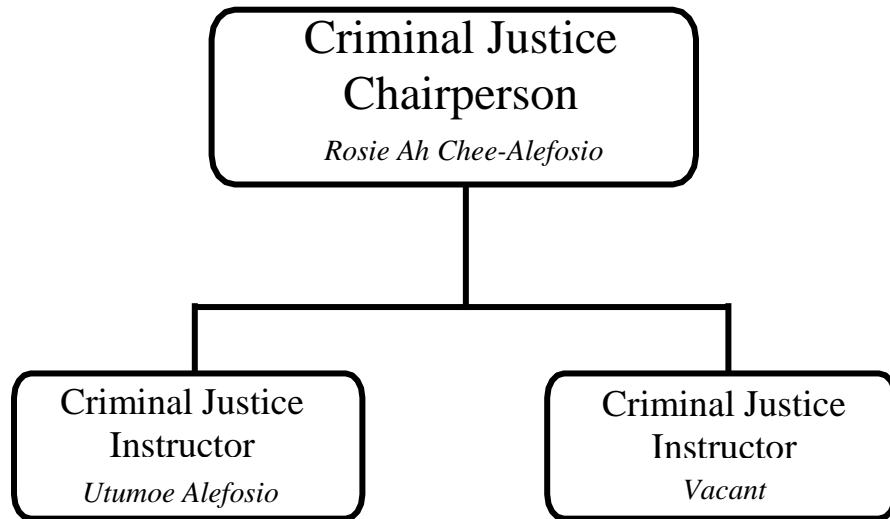 Criminal Justice
Chairperson
Rosie Ah Chee-Alefosio
Criminal Justice
Instructor
Utumoe Alefosio
Criminal Justice
Instructor
Vacant